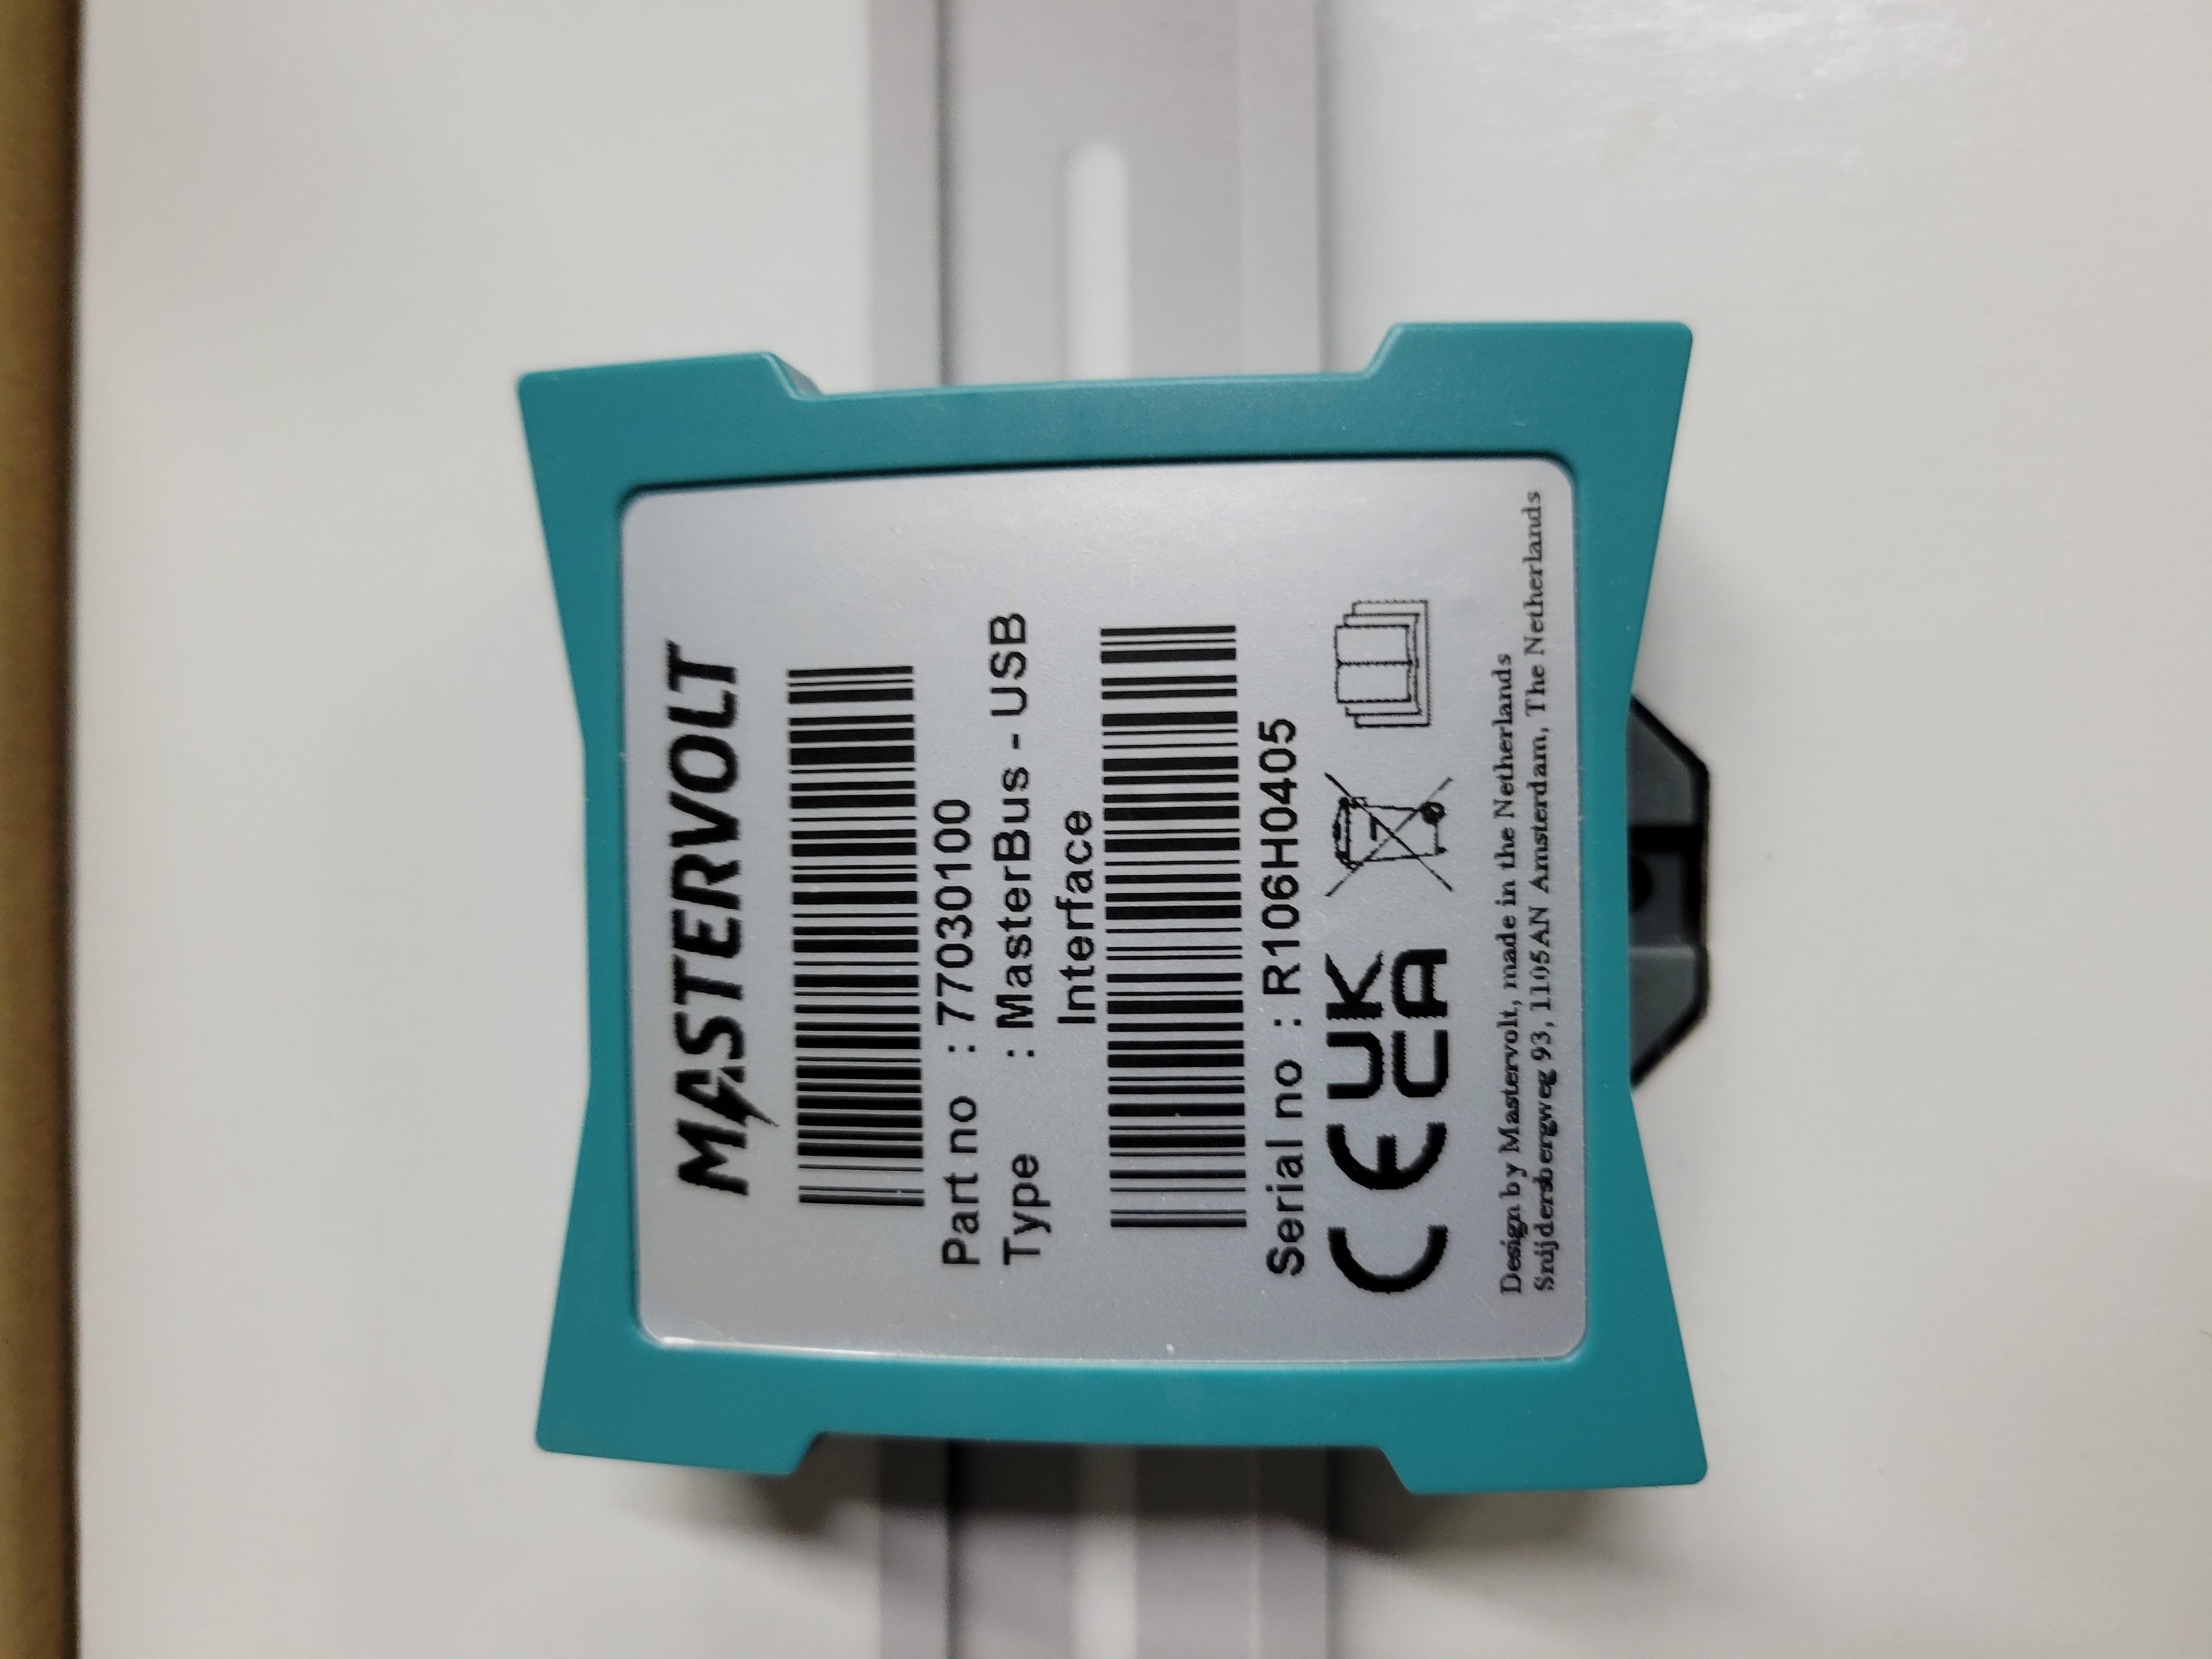 MASTERVOLT
Part no : 77030100
Type : MasterBus - USB
Interface
Serial no : R106H0405
CE UK
CA
Design by Mastervolt, made in the Netherlands
Snijdersbergweg 93, 1105AN Amsterdam, The Netherlands